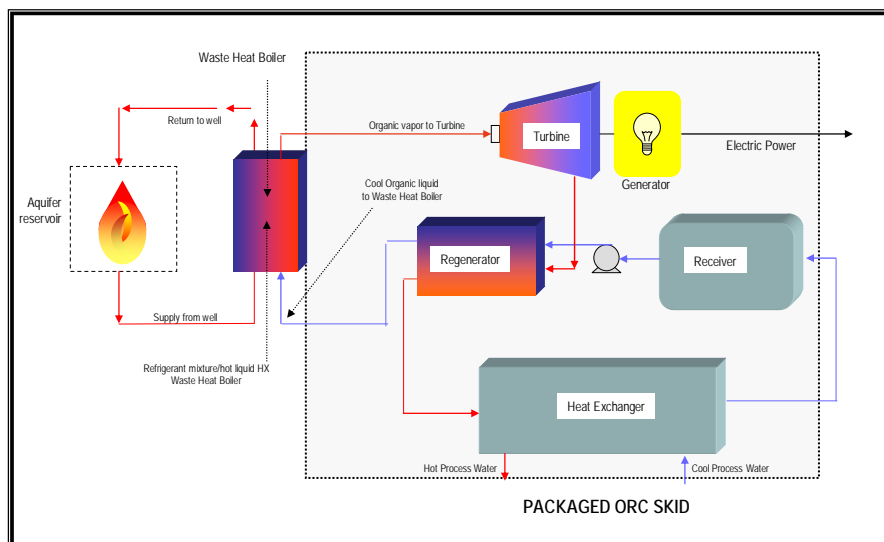 Waste Heat Boiler
Return to well
Organic vapor to Turbine
Turbine
Electric Power
Generator
Aquifer
reservoir
Cool Organic liquid
to Waste Heat Boiler
Regenerator
Receiver
Supply from well
Refrigerant mixture/hot liquid HX
Waste Heat Boiler
Heat Exchanger
Hot Process Water
Cool Process Water
PACKAGED ORC SKID